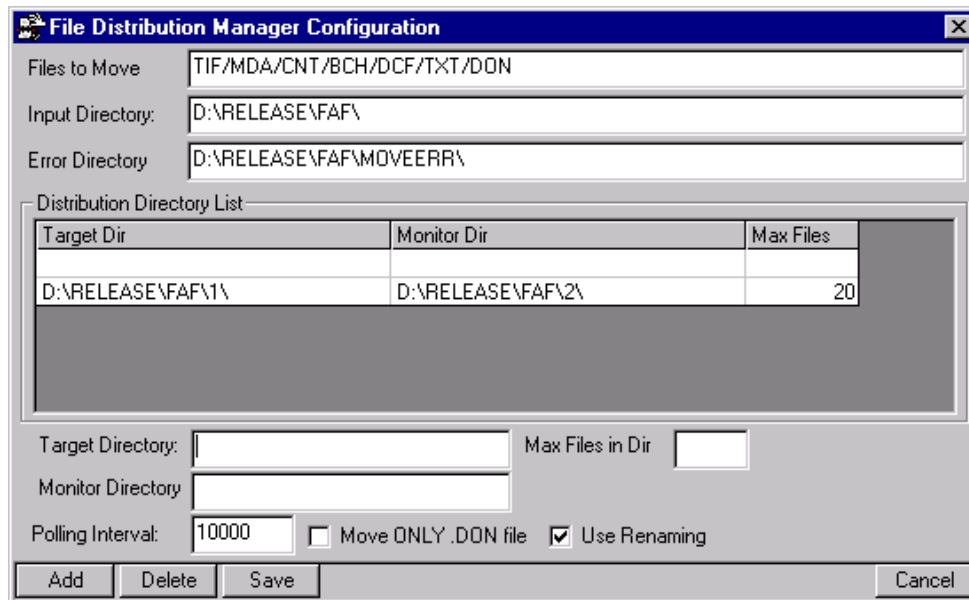 File Distribution Manager Configuration
Files to Move TIF/MDA/CNT/BCH/DCF/TXT/DON
Input Directory: D:\RELEASE\FAF\
Error Directory D:\RELEASE\FAF\MOVEERR\
Distribution Directory List
Target Dir Monitor Dir Max Files
D:\RELEASE\FAF\1\ D:\RELEASE\FAF\2\ 20
Target Directory: Max Files in Dir
Monitor Directory
Polling Interval: 10000 Move ONLY .DON file Use Renaming
Add Delete Save Cancel